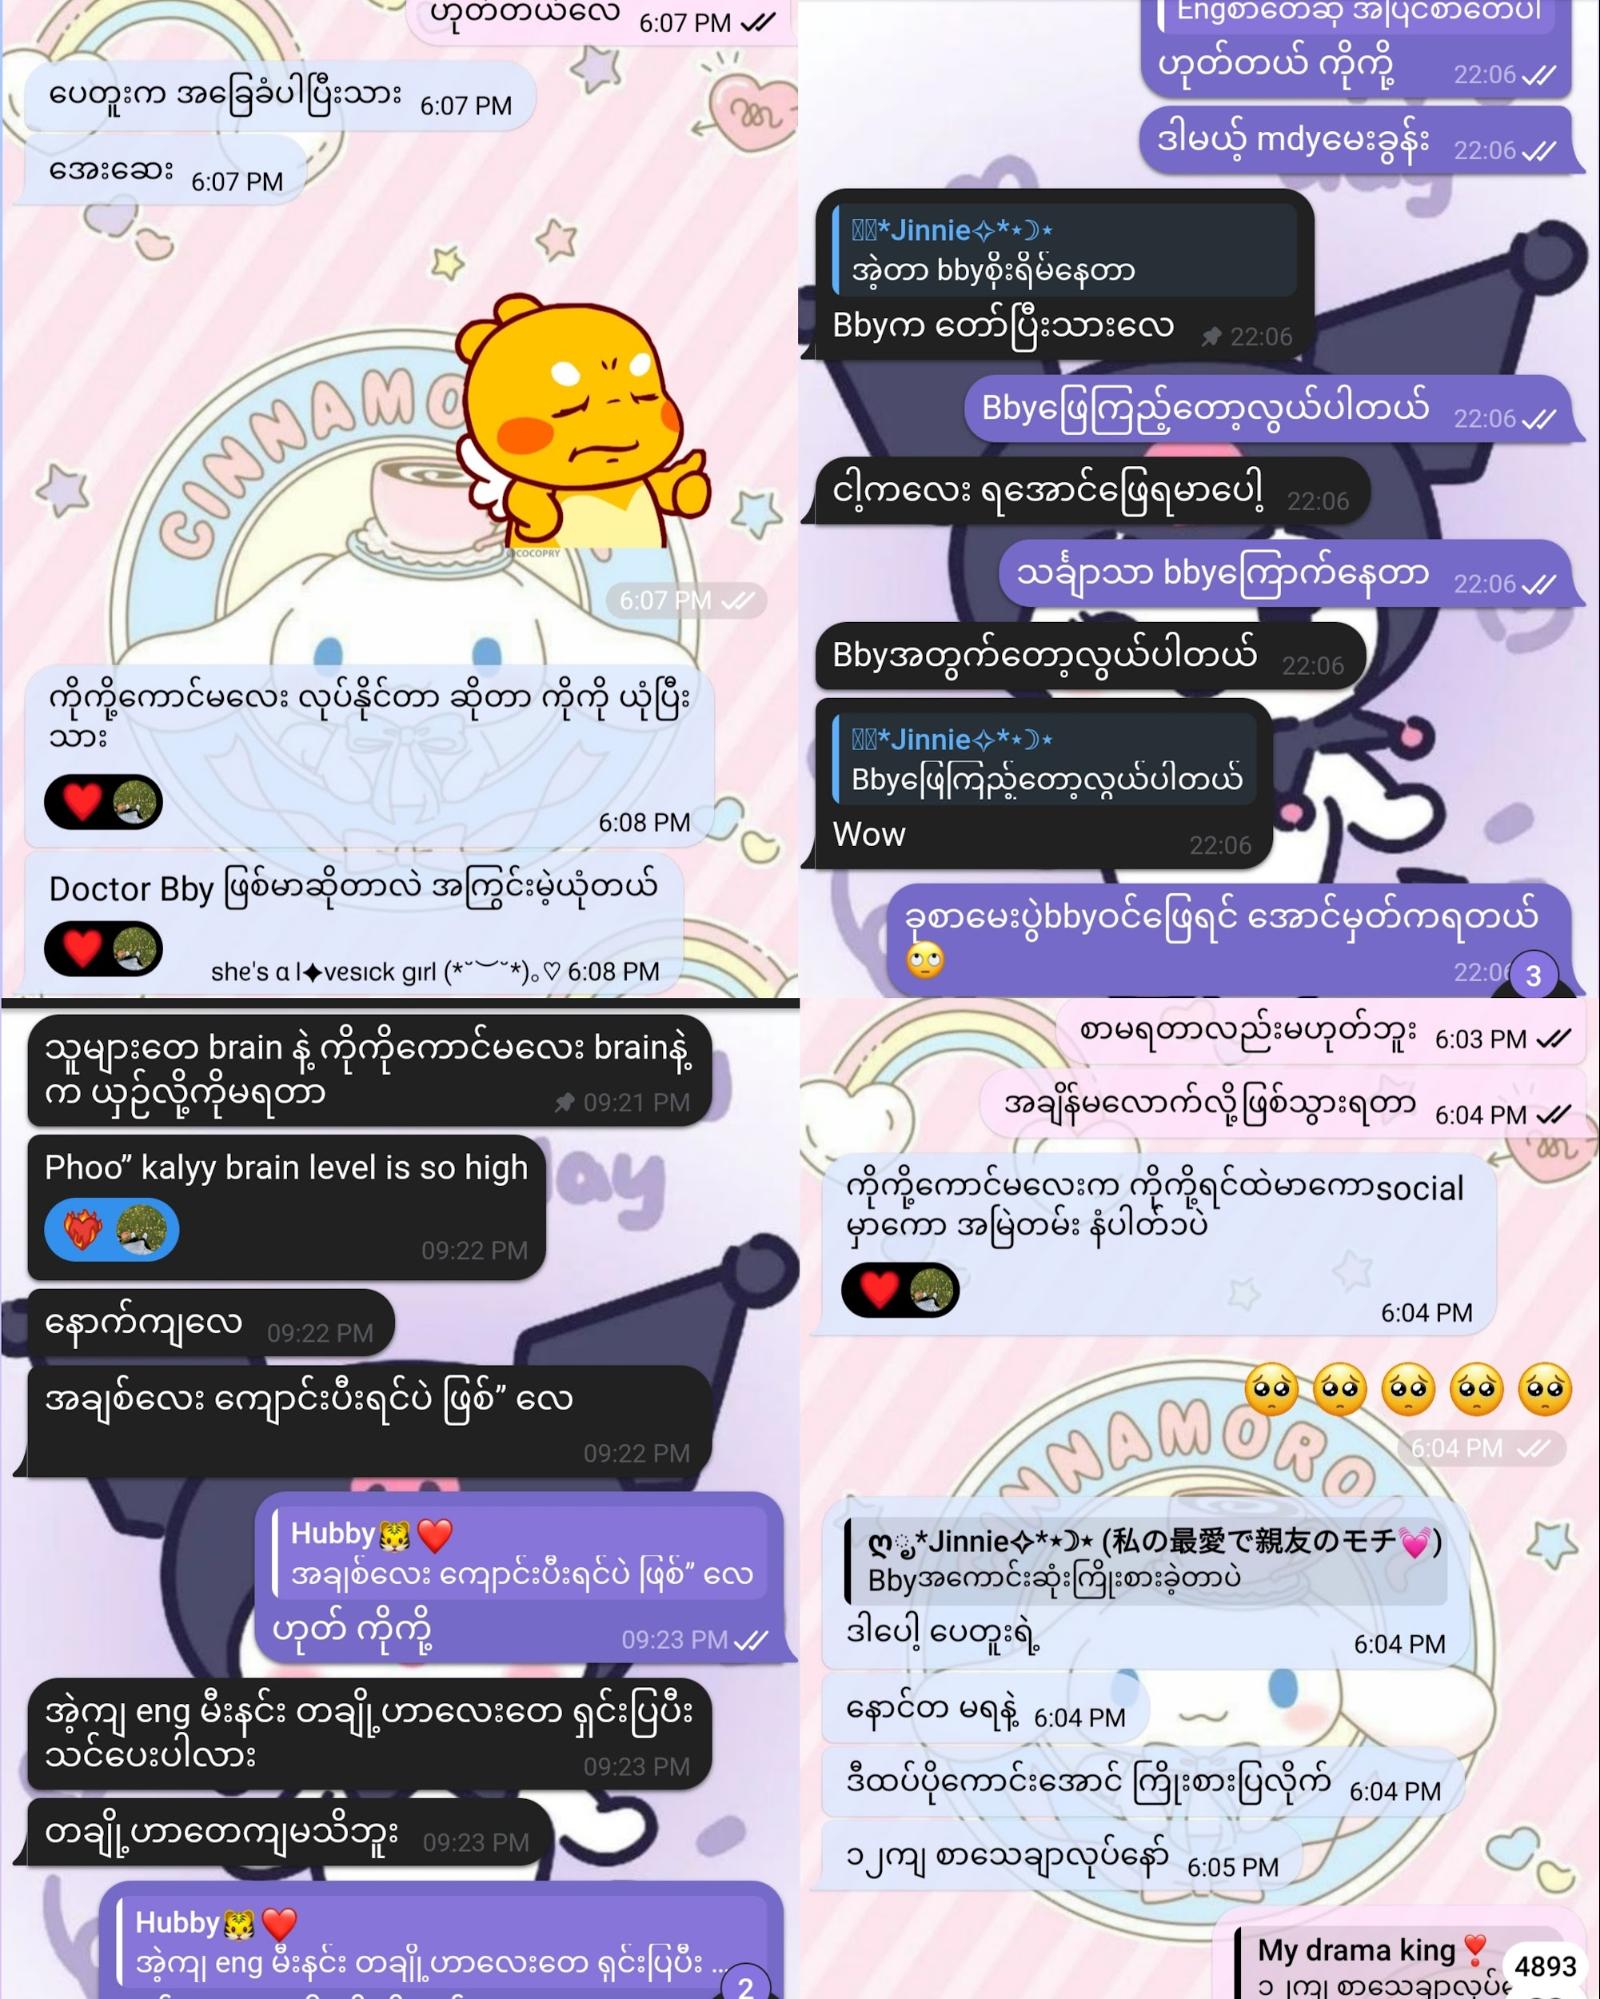 ဟုတ်တယ်လေ 6:07 PM
ပေတူးက အခြေခံပါပြီးသား 6:07 PM
အေးဆေး 6:07 PM
CINNAMO
©COCOPRY
6:07 PM
ကိုကို့ကောင်မလေး လုပ်နိုင်တာ ဆိုတာ ကိုကို ယုံပြီး
သား
6:08 PM
Doctor Bby ဖြစ်မာဆိုတာလဲ အကြွင်းမဲ့ယုံတယ်
she's α l✦vesıck gırl (*˘︶˘*)｡♡ 6:08 PM
Engစာတေဆို အပြင်စာတေပါ
ဟုတ်တယ် ကိုကို့ 22:06
ဒါမယ့် mdyမေးခွန်း 22:06
*Jinnie✧*⋆☽⋆
အဲ့တာ bbyစိုးရိမ်နေတာ
Bbyက တော်ပြီးသားလေ 22:06
Bbyဖြေကြည့်တော့လွယ်ပါတယ် 22:06
ငါ့ကလေး ရအောင်ဖြေရမာပေါ့ 22:06
သင်္ချာသာ bbyကြောက်နေတာ 22:06
Bbyအတွက်တော့လွယ်ပါတယ် 22:06
*Jinnie✧*⋆☽⋆
Bbyဖြေကြည့်တော့လွယ်ပါတယ်
Wow 22:06
ခုစာမေးပွဲbbyဝင်ဖြေရင် အောင်မှတ်ကရတယ်
🙄 22:06
3
သူများတေ brain နဲ့ ကိုကိုကောင်မလေး brainနဲ့
က ယှဉ်လို့ကိုမရတာ 09:21 PM
Phoo” kalyy brain level is so high
09:22 PM
နောက်ကျလေ 09:22 PM
အချစ်လေး ကျောင်းပီးရင်ပဲ ဖြစ်” လေ
09:22 PM
Hubby🐯❤️
အချစ်လေး ကျောင်းပီးရင်ပဲ ဖြစ်” လေ
ဟုတ် ကိုကို့ 09:23 PM
အဲ့ကျ eng မီးနင်း တချို့ဟာလေးတေ ရှင်းပြပီး
သင်ပေးပါလား 09:23 PM
တချို့ဟာတေကျမသိဘူး 09:23 PM
Hubby🐯❤️
အဲ့ကျ eng မီးနင်း တချို့ဟာလေးတေ ရှင်းပြပီး ...
2
စာမရတာလည်းမဟုတ်ဘူး 6:03 PM
အချိန်မလောက်လို့ဖြစ်သွားရတာ 6:04 PM
ကိုကို့ကောင်မလေးက ကိုကို့ရင်ထဲမာကောsocial
မှာကော အမြဲတမ်း နံပါတ်၁ပဲ
6:04 PM
🥺🥺🥺🥺🥺
6:04 PM
NNAMORO
*Jinnie✧*⋆☽⋆ (私の最愛で親友のモチ💓)
Bbyအကောင်းဆုံးကြိုးစားခဲ့တာပဲ
ဒါပေါ့ ပေတူးရဲ့ 6:04 PM
နောင်တ မရနဲ့ 6:04 PM
ဒီထပ်ပိုကောင်းအောင် ကြိုးစားပြလိုက် 6:04 PM
၁၂ကျ စာသေချာလုပ်နော် 6:05 PM
My drama king❣️
၁၂ကျ စာသေချာလုပ်
4893